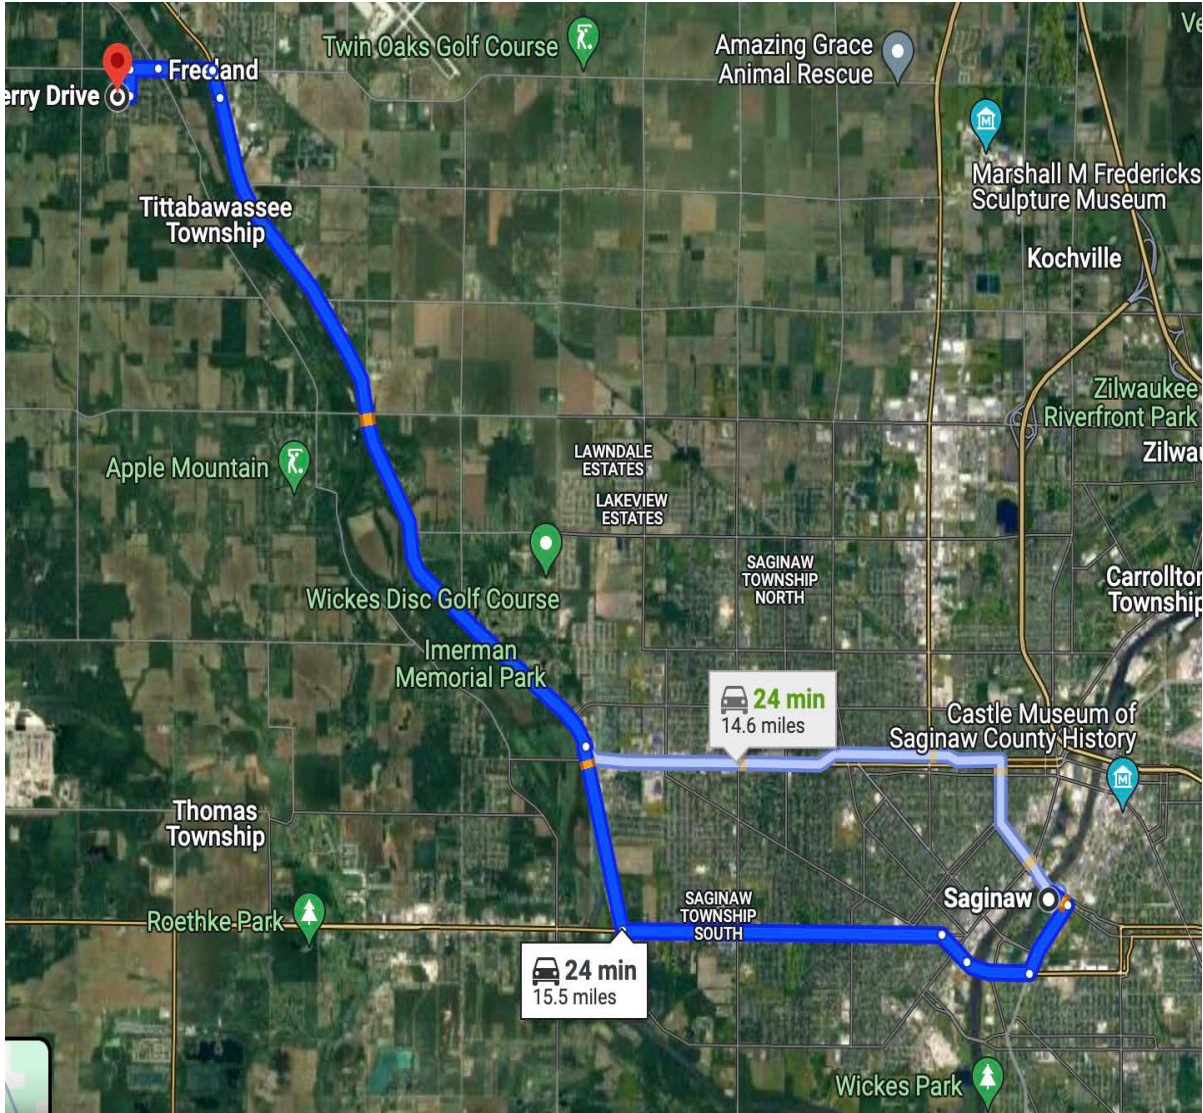 Twin Oaks Golf Course
Amazing Grace
Animal Rescue
Ve
Freeland
erry Drive
Marshall M Fredericks
Sculpture Museum
Tittabawassee
Township
Kochville
Zilwaukee
Riverfront Park
Zilwau
LAWNDALE
ESTATES
Apple Mountain
LAKEVIEW
ESTATES
SAGINAW
TOWNSHIP
NORTH
Carrollton
Township
Wickes Disc Golf Course
Imerman
Memorial Park
24 min
14.6 miles
Castle Museum of
Saginaw County History
Thomas
Township
Saginaw
SAGINAW
TOWNSHIP
SOUTH
Roethke Park
24 min
15.5 miles
Wickes Park